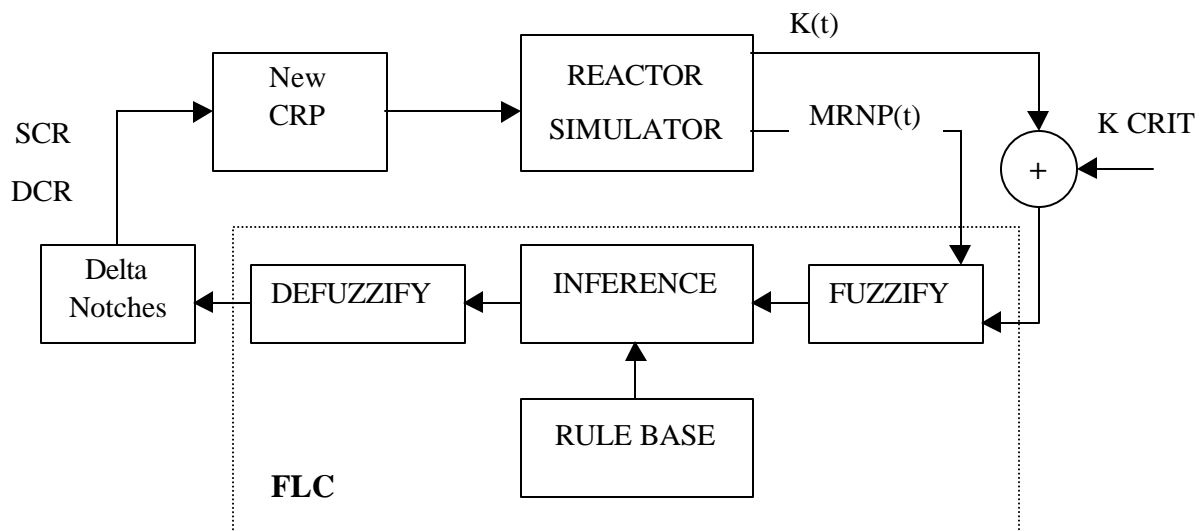 K(t)
New
CRP
REACTOR
SIMULATOR
MRNP(t)
K CRIT
SCR
DCR
+
Delta
Notches
DEFUZZIFY
INFERENCE
FUZZIFY
RULE BASE
FLC